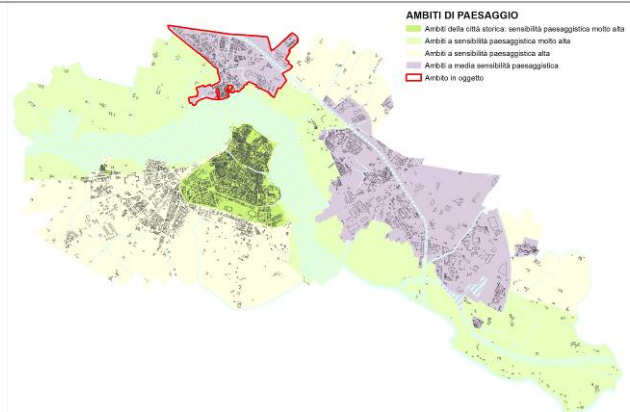 AMBITI DI PAESAGGIO
Ambiti della città storica: sensibilità paesaggistica molto alta
Ambiti a sensibilità paesaggistica molto alta
Ambiti a sensibilità paesaggistica alta
Ambiti a media sensibilità paesaggistica
Ambito in oggetto